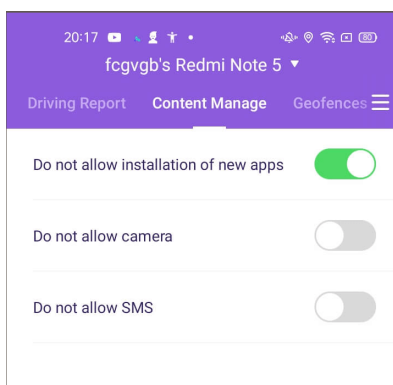 20:17 80
fcgvgb's Redmi Note 5
Driving Report Content Manage Geofences
Do not allow installation of new apps
Do not allow camera
Do not allow SMS